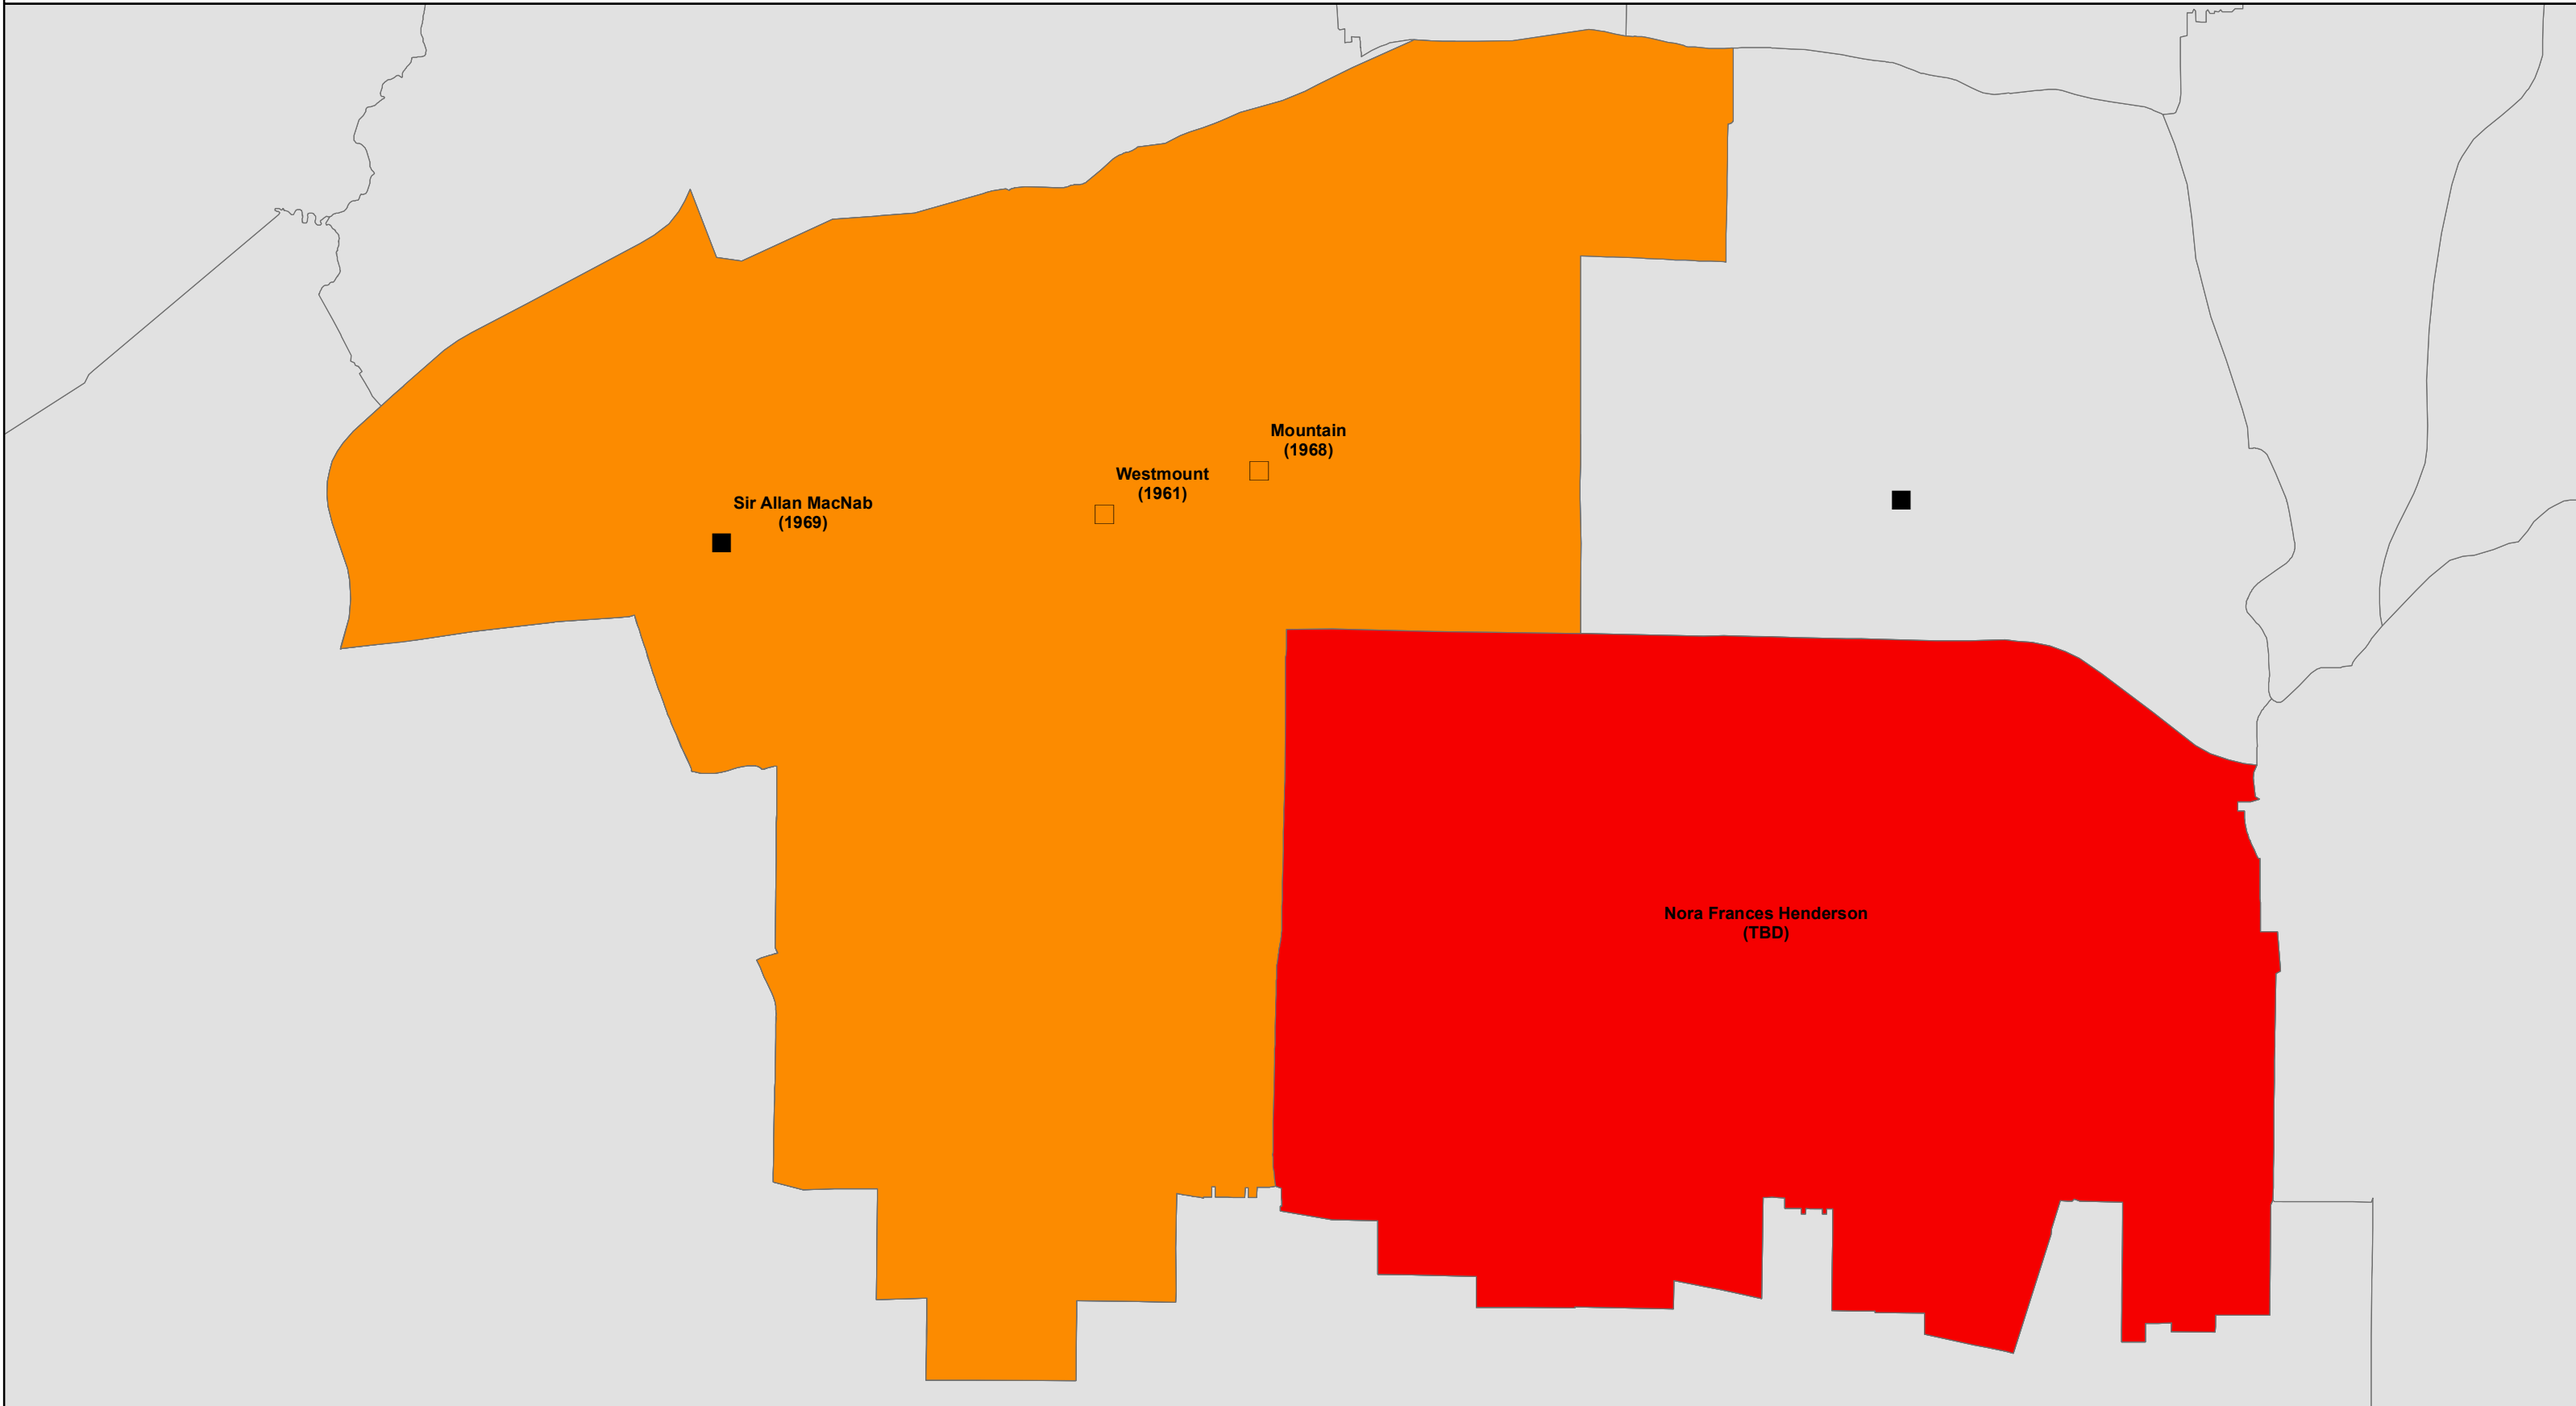 Mountain
(1968)
Westmount
(1961)
Sir Allan MacNab
(1969)
Nora Frances Henderson
(TBD)